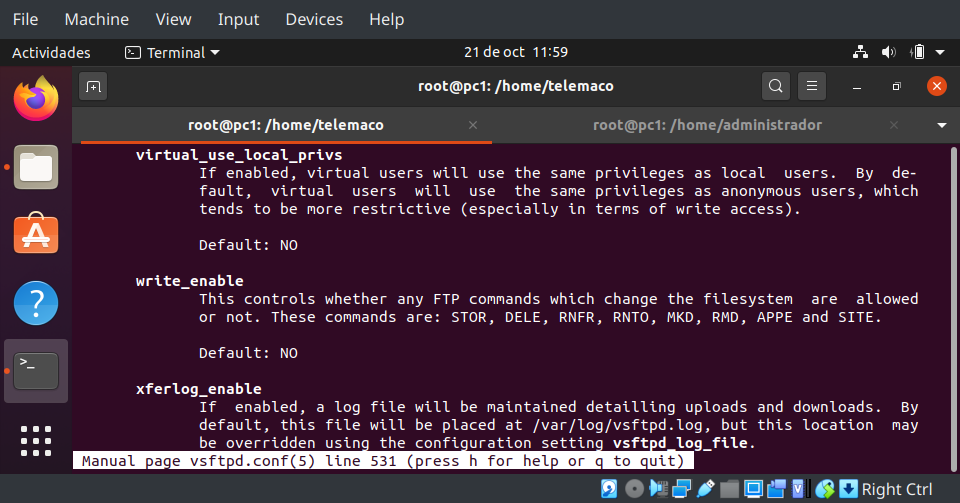 File Machine View Input Devices Help
Actividades Terminal 21 de oct 11:59
root@pc1: /home/telemaco
root@pc1: /home/telemaco × root@pc1: /home/administrador ×
virtual_use_local_privs
If enabled, virtual users will use the same privileges as local users. By de-
fault, virtual users will use the same privileges as anonymous users, which
tends to be more restrictive (especially in terms of write access).
Default: NO
write_enable
This controls whether any FTP commands which change the filesystem are allowed
or not. These commands are: STOR, DELE, RNFR, RNTO, MKD, RMD, APPE and SITE.
Default: NO
xferlog_enable
If enabled, a log file will be maintained detailling uploads and downloads. By
default, this file will be placed at /var/log/vsftpd.log, but this location may
be overridden using the configuration setting vsftpd_log_file.
Manual page vsftpd.conf(5) line 531 (press h for help or q to quit)
Right Ctrl